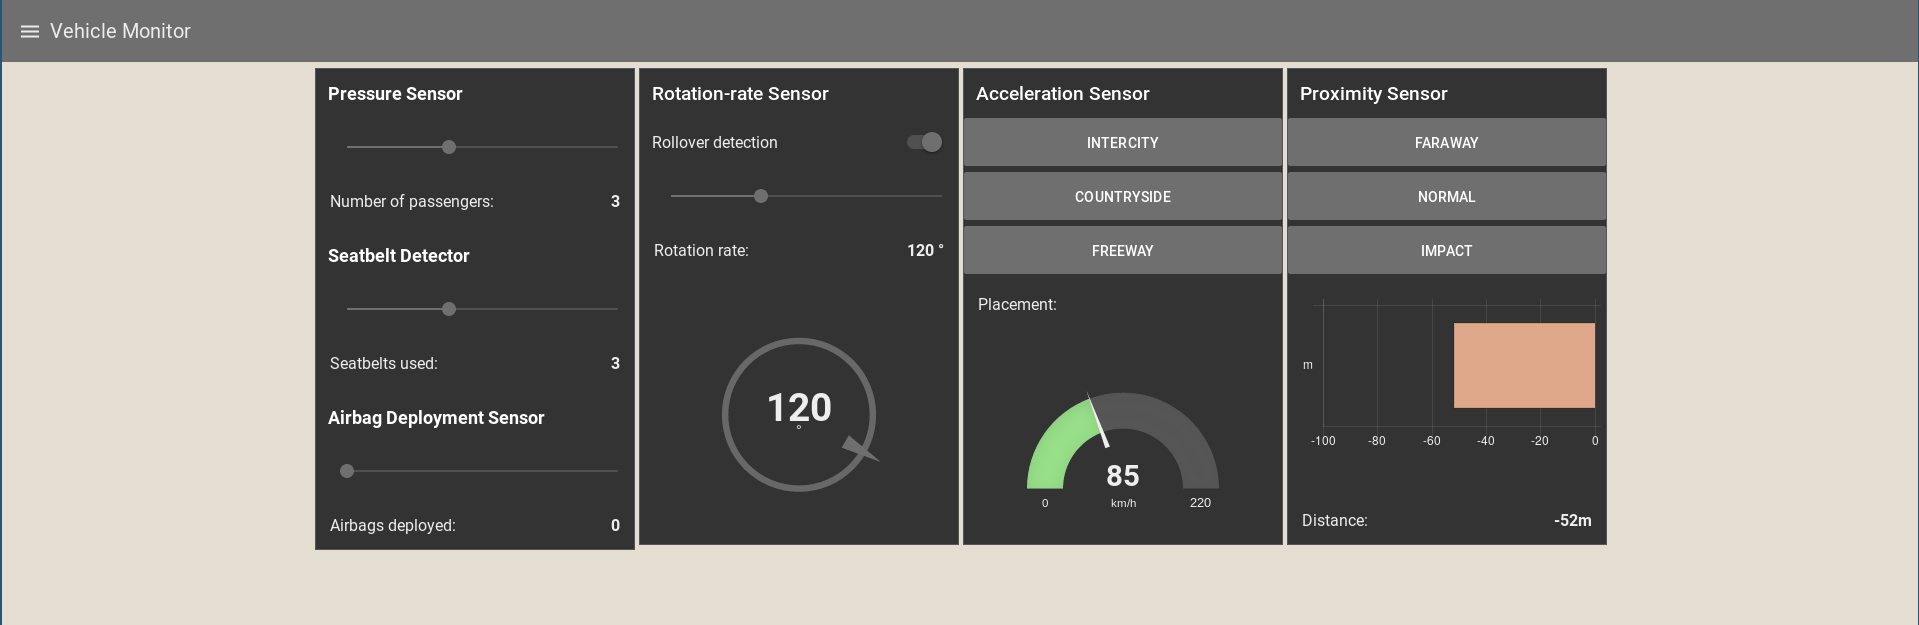 Vehicle Monitor
Pressure Sensor
Number of passengers: 3
Seatbelt Detector
Seatbelts used: 3
Airbag Deployment Sensor
Airbags deployed: 0
Rotation-rate Sensor
Rollover detection
Rotation rate: 120 °
120
°
Acceleration Sensor
INTERCITY
COUNTRYSIDE
FREEWAY
Placement:
85
0 km/h 220
Proximity Sensor
FARAWAY
NORMAL
IMPACT
m
-100 -80 -60 -40 -20 0
Distance: -52m